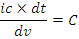 ic × dt / dv = C